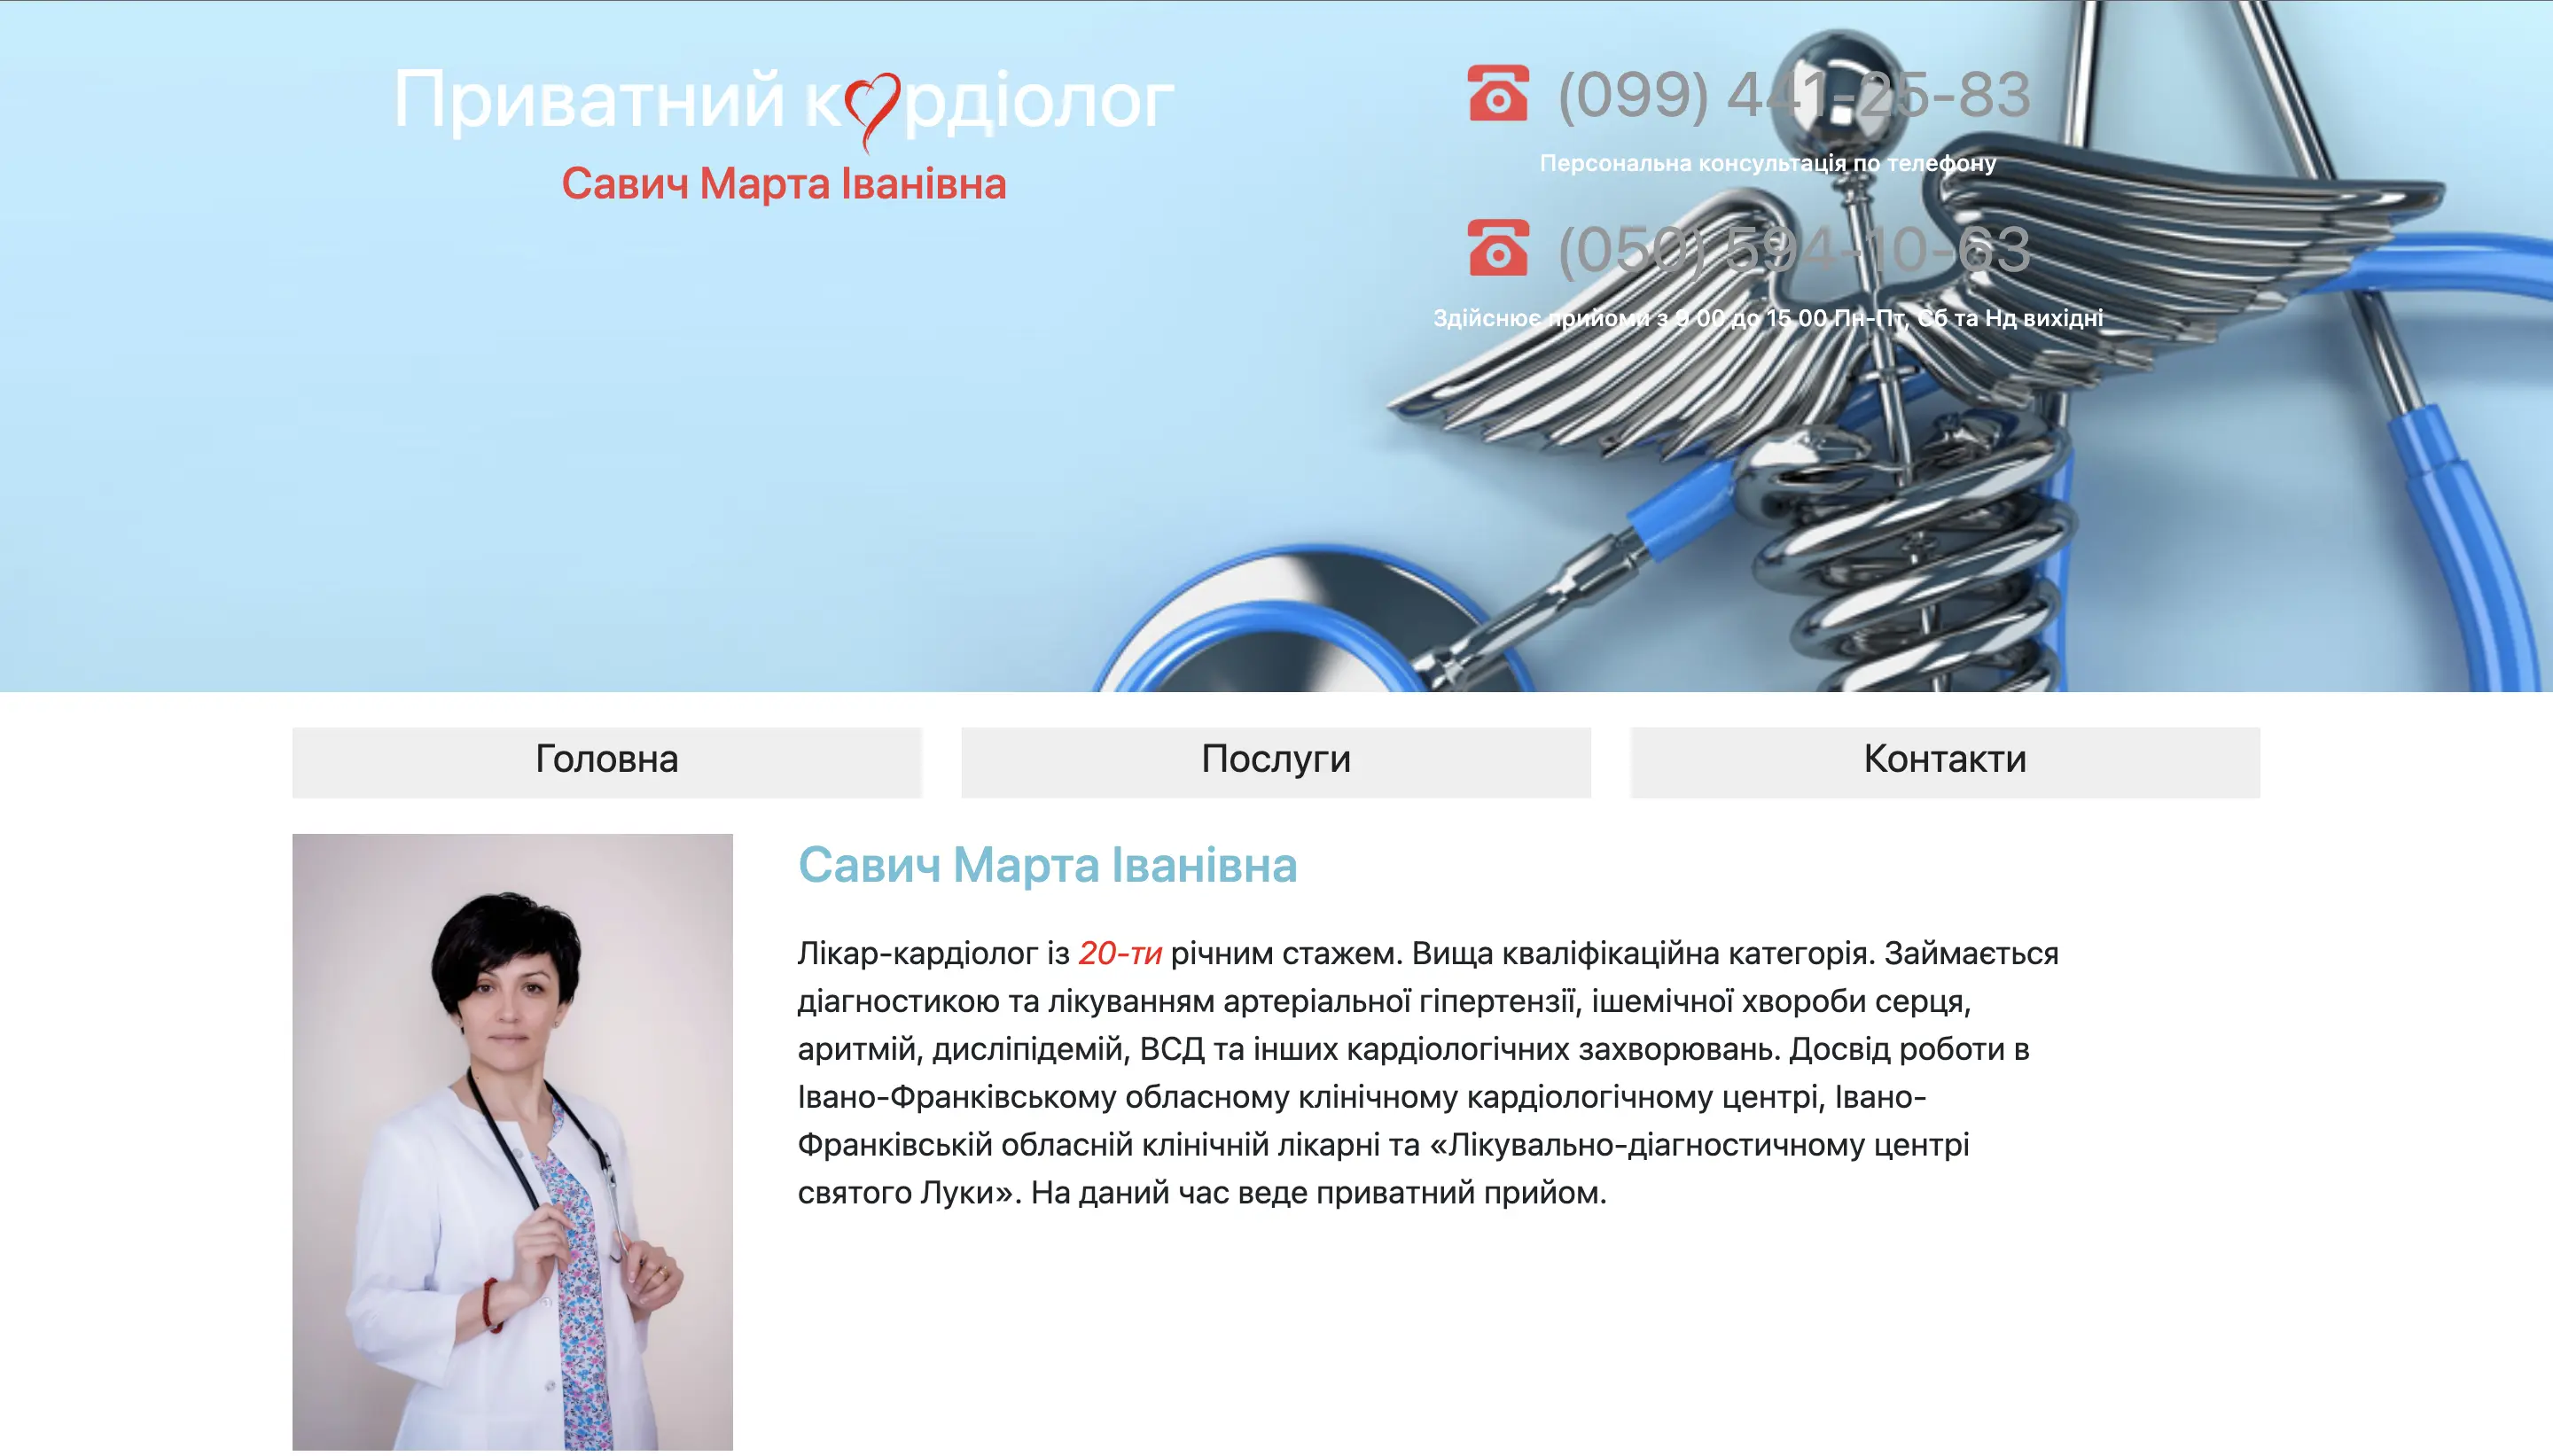 Приватний кардіолог
Савич Марта Іванівна
(099) 441-25-83
Персональна консультація по телефону
(050) 594-10-63
Здійснює прийоми з 9 00 до 15 00 Пн-Пт, Сб та Нд вихідні
Головна
Послуги
Контакти
Савич Марта Іванівна
Лікар-кардіолог із 20-ти річним стажем. Вища кваліфікаційна категорія. Займається
діагностикою та лікуванням артеріальної гіпертензії, ішемічної хвороби серця,
аритмій, дисліпідемій, ВСД та інших кардіологічних захворювань. Досвід роботи в
Івано-Франківському обласному клінічному кардіологічному центрі, Івано-
Франківській обласній клінічній лікарні та «Лікувально-діагностичному центрі
святого Луки». На даний час веде приватний прийом.